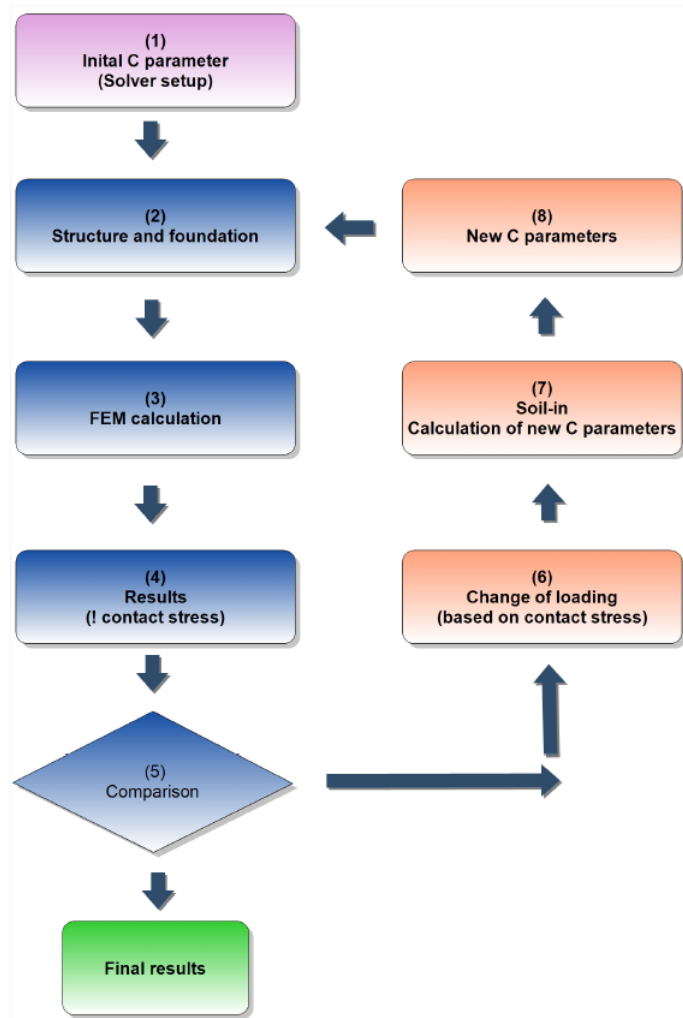 (1)
Inital C parameter
(Solver setup)
(2)
Structure and foundation
(3)
FEM calculation
(4)
Results
(! contact stress)
(5)
Comparison
Final results
(6)
Change of loading
(based on contact stress)
(7)
Soil-in
Calculation of new C parameters
(8)
New C parameters